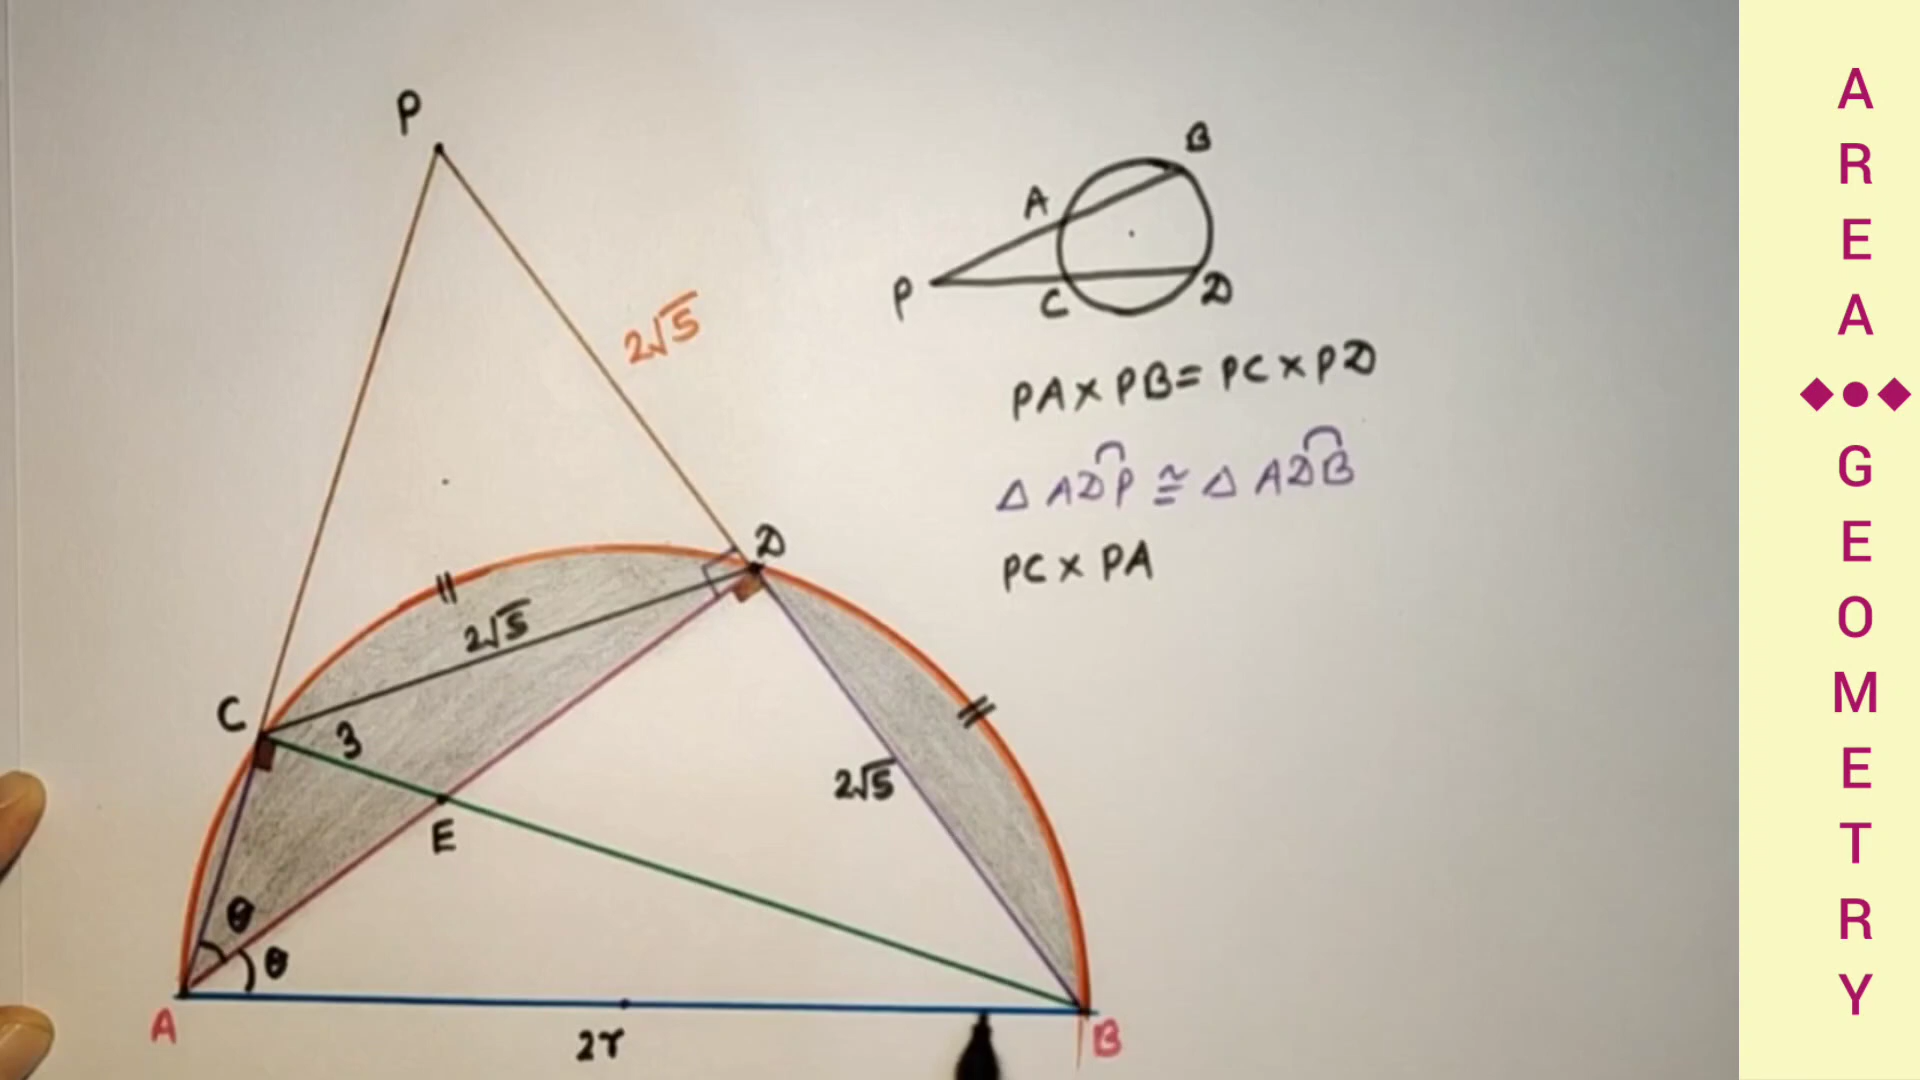 P
B
A
P
C
D
2√5
PA × PB = PC × PD
△ ADP ≅ △ ADB
PC × PA
D
2√5
C
3
2√5
E
θ
θ
A
2r
B
AREA
GEOMETRY